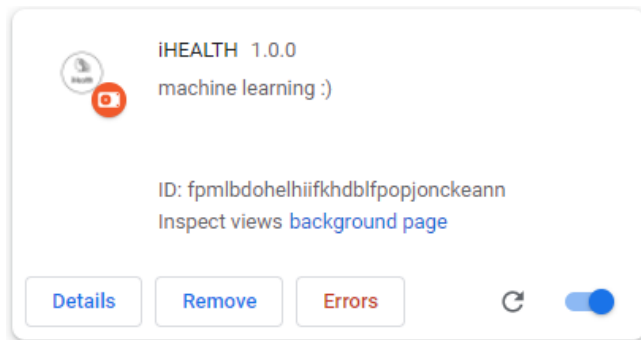 iHEALTH 1.0.0
machine learning :)
ID: fpmlbdohelhiifkhdblfpopjonckeann
Inspect views background page
Details Remove Errors